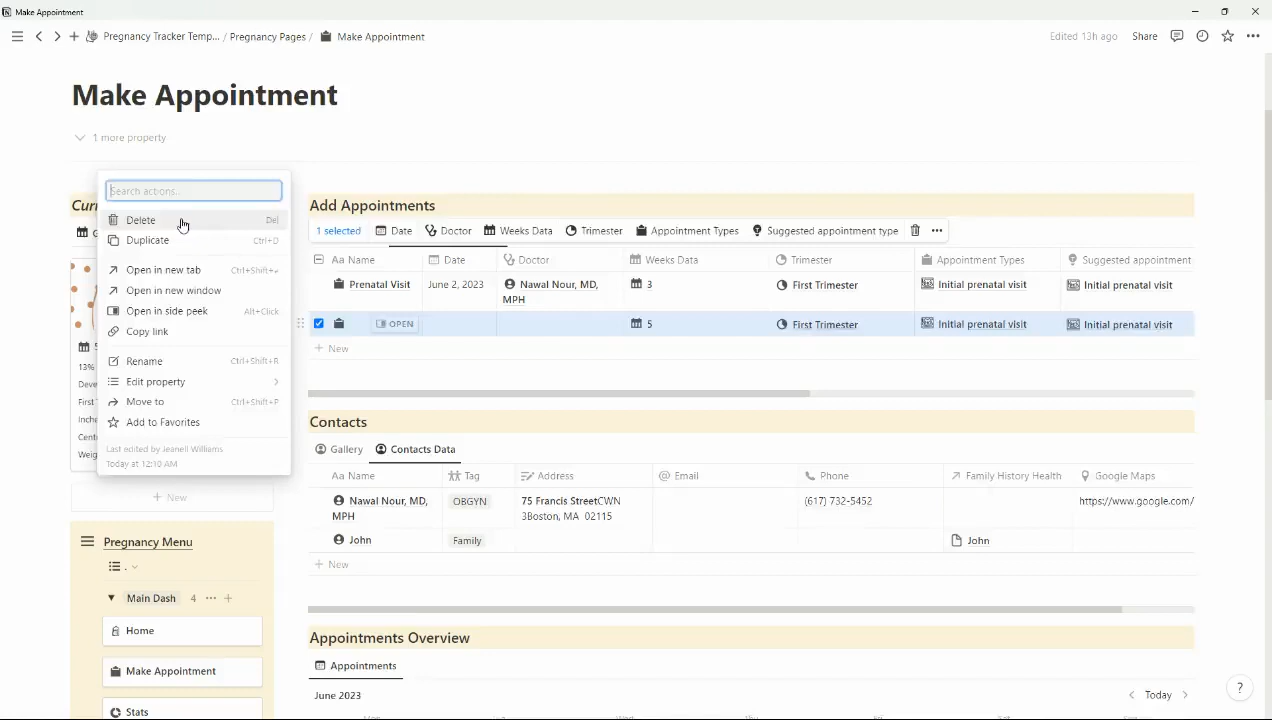 Make Appointment
Pregnancy Tracker Temp... / Pregnancy Pages / Make Appointment
Edited 13h ago Share
Make Appointment
1 more property
Search actions...
Delete Del
Duplicate Ctrl+D
Open in new tab
Open in new window
Open in side peek Alt+Click
Copy link
Rename Ctrl+Shift+R
Edit property
Move to Ctrl+Shift+P
Add to Favorites
Last edited by Jeanell Williams
Today at 12:10 AM
13%
Deve
First
Inche
Cent
Weig
+ New
Pregnancy Menu
Main Dash 4
Home
Make Appointment
Stats
Add Appointments
1 selected Date Doctor Weeks Data Trimester Appointment Types Suggested appointment type
Aa Name Date Doctor Weeks Data Trimester Appointment Types Suggested appointment
Prenatal Visit June 2, 2023 Nawal Nour, MD, MPH 3 First Trimester Initial prenatal visit Initial prenatal visit
OPEN 5 First Trimester Initial prenatal visit Initial prenatal visit
+ New
Contacts
Gallery Contacts Data
Aa Name Tag Address Email Phone Family History Health Google Maps
Nawal Nour, MD, MPH OBGYN 75 Francis StreetCWN 3Boston, MA 02115 (617) 732-5452 https://www.google.com/
John Family John
+ New
Appointments Overview
Appointments
June 2023 Today